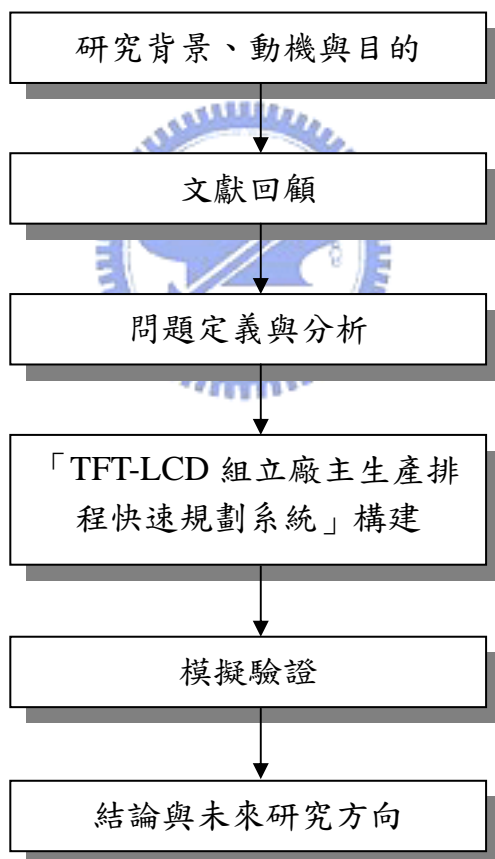 研究背景、動機與目的
文獻回顧
問題定義與分析
「TFT-LCD 組立廠主生產排
程快速規劃系統」構建
模擬驗證
結論與未來研究方向